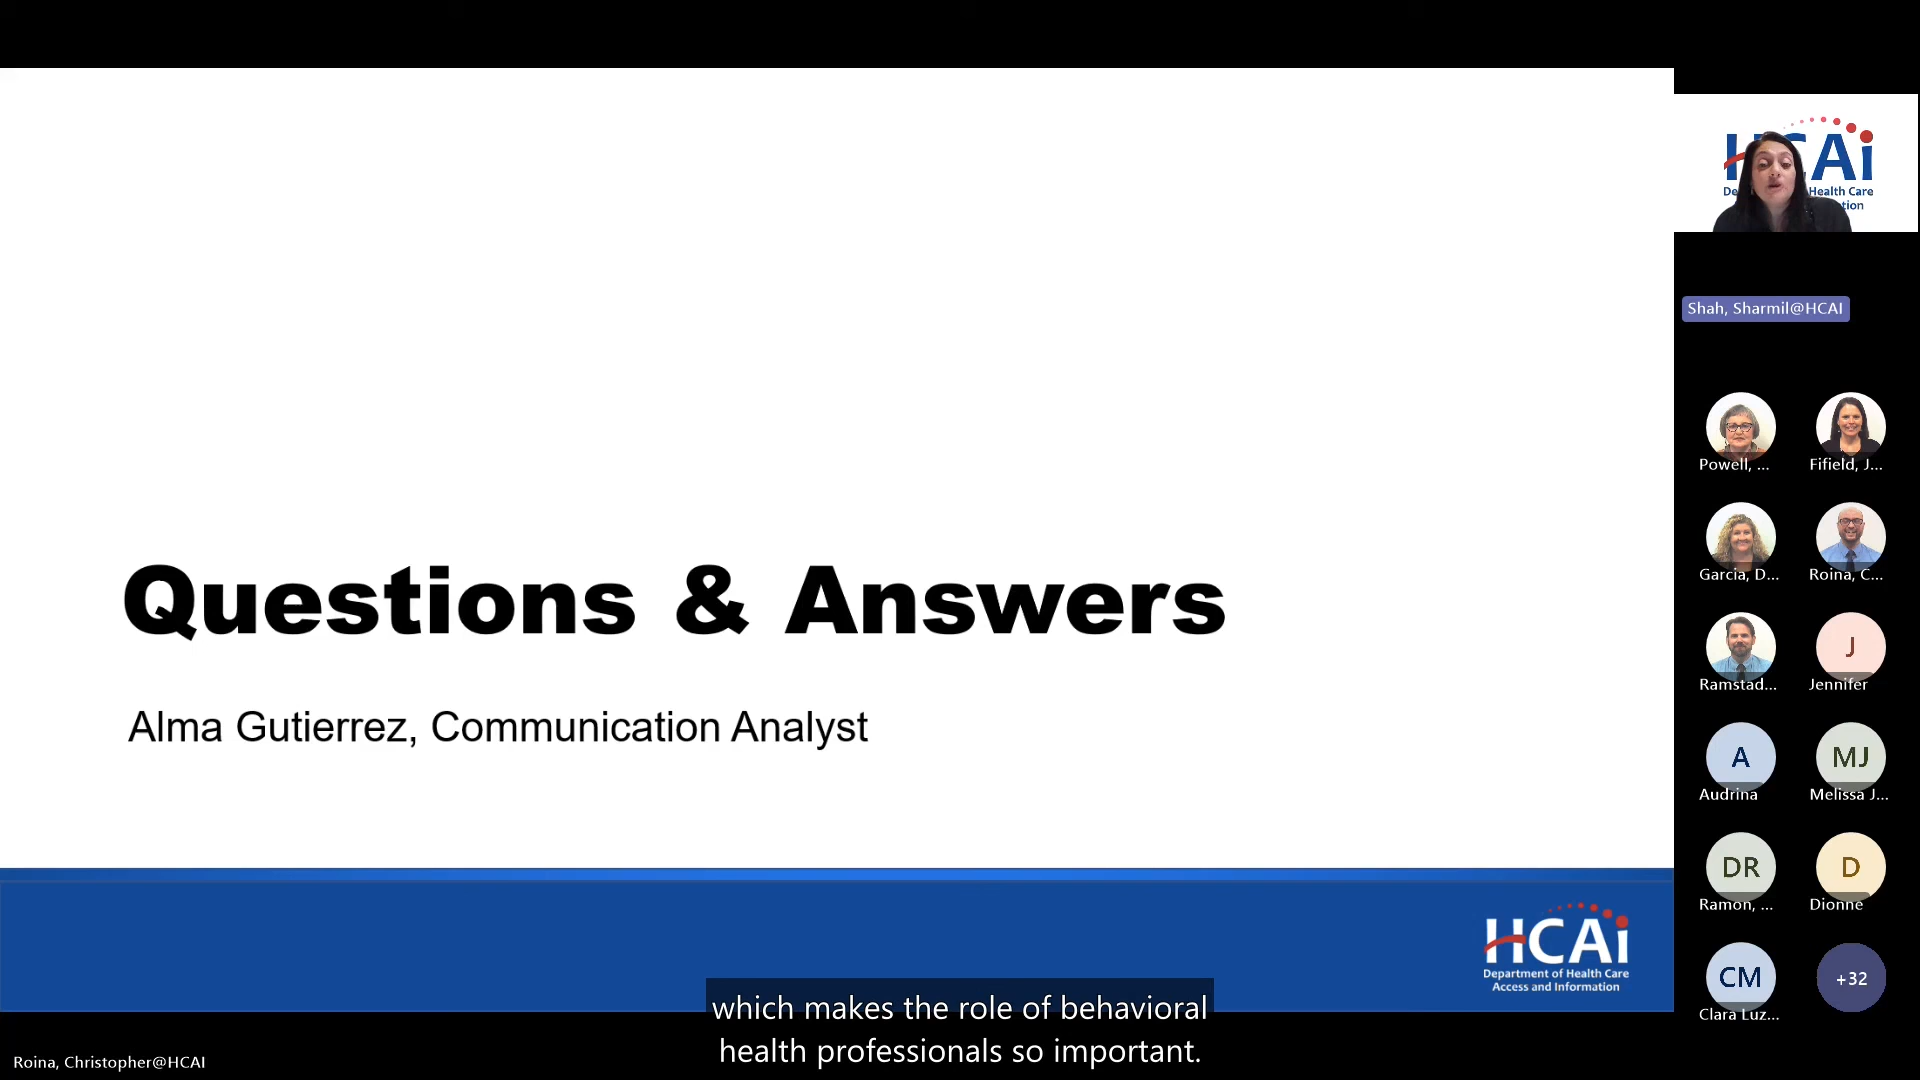 Questions & Answers
Alma Gutierrez, Communication Analyst
HCAi
Department of Health Care
Access and Information
which makes the role of behavioral
health professionals so important.
Roina, Christopher@HCAI
Health Care
Shah, Sharmil@HCAI
Powell, ...
Fifield, J...
Garcia, D...
Roina, C...
Ramstad...
J
Jennifer
A
Audrina
MJ
Melissa J...
DR
Ramon, ...
D
Dionne
CM
Clara Luz...
+32